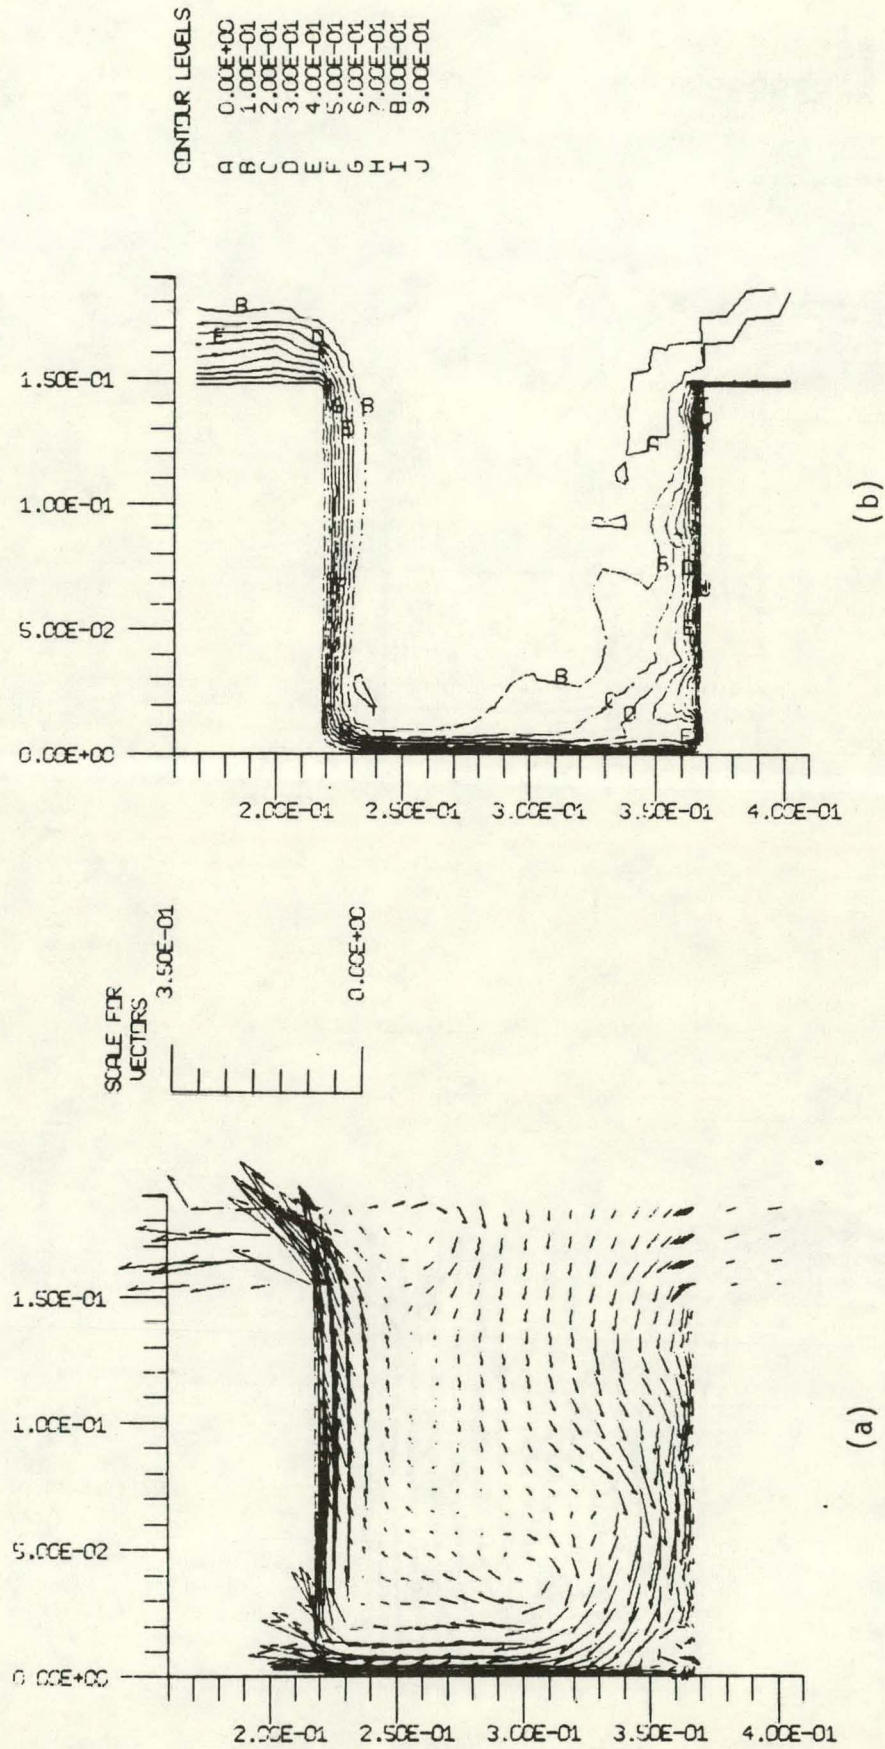 CONTOUR LEVELS
A 0.00E+00
B 1.00E-01
C 2.00E-01
D 3.00E-01
E 4.00E-01
F 5.00E-01
G 6.00E-01
H 7.00E-01
I 8.00E-01
J 9.00E-01
1.50E-01
1.00E-01
5.00E-02
0.00E+00
2.00E-01 2.50E-01 3.00E-01 3.50E-01 4.00E-01
B
B
B
C
D
(b)
SCALE FOR
VECTORS
3.50E-01
0.00E+00
1.50E-01
1.00E-01
5.00E-02
0.00E+00
2.00E-01 2.50E-01 3.00E-01 3.50E-01 4.00E-01
(a)